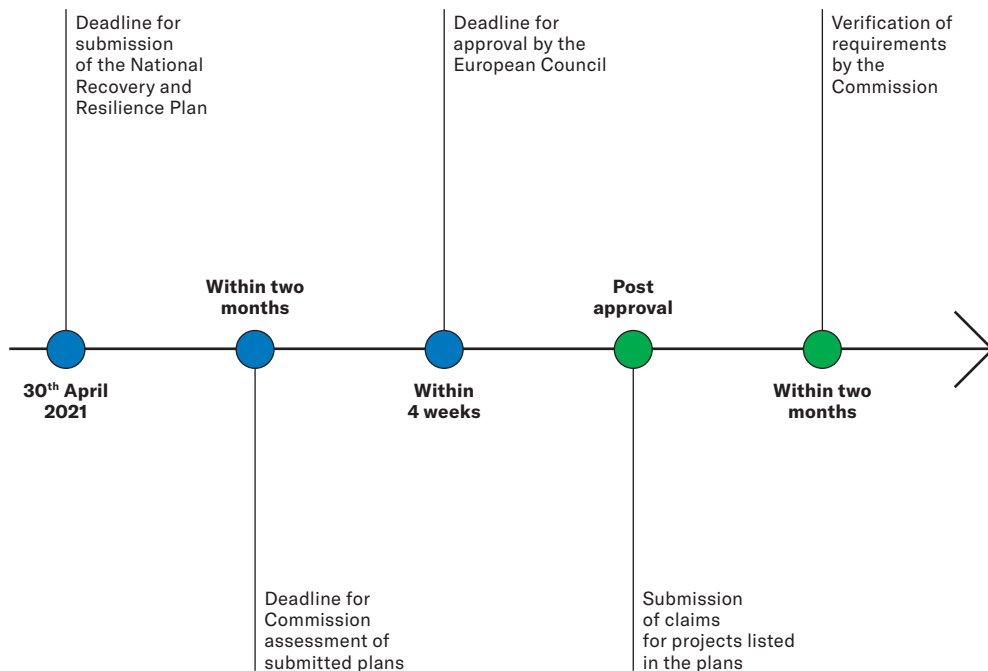 Deadline for
submission
of the National
Recovery and
Resilience Plan
Deadline for
approval by the
European Council
Verification of
requirements
by the
Commission
Within two
months
Post
approval
30th April
2021
Within
4 weeks
Within two
months
Deadline for
Commission
assessment of
submitted plans
Submission
of claims
for projects listed
in the plans